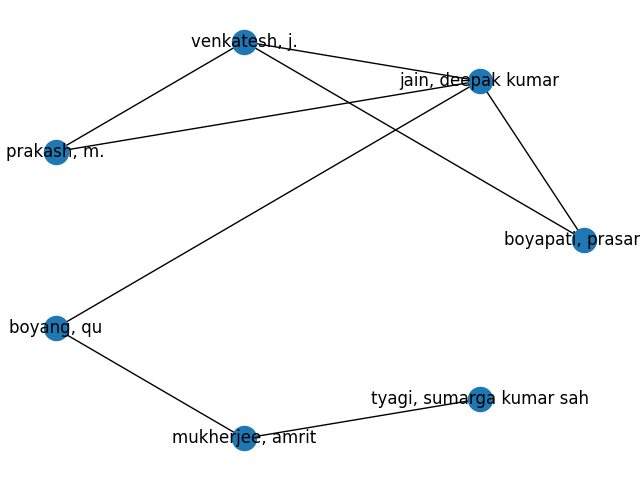 venkatesh, j.
jain, deepak kumar
prakash, m.
boyapati, prasar
boyang, qu
tyagi, sumarga kumar sah
mukherjee, amrit